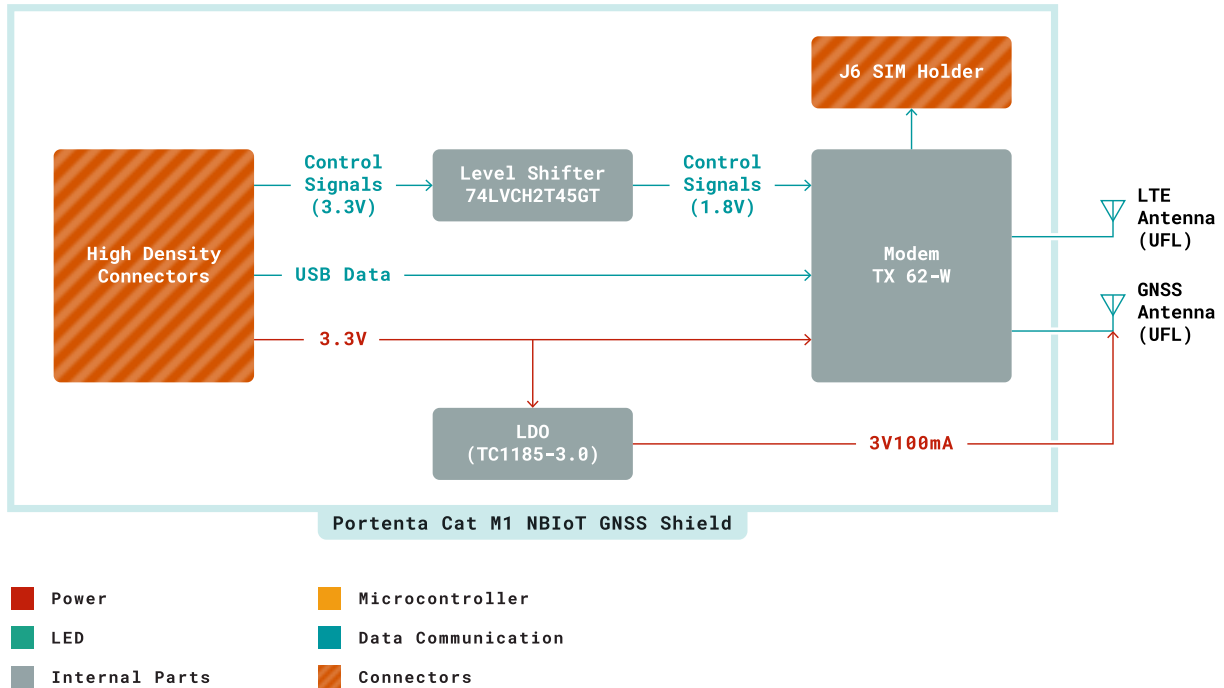 J6 SIM Holder
Control
Signals
(3.3V)
Level Shifter
74LVCH2T45GT
Control
Signals
(1.8V)
LTE
Antenna
(UFL)
High Density
Connectors
USB Data
Modem
TX 62-W
GNSS
Antenna
(UFL)
3.3V
LDO
(TC1185-3.0)
3V100mA
Portenta Cat M1 NBIoT GNSS Shield
Power
Microcontroller
LED
Data Communication
Internal Parts
Connectors